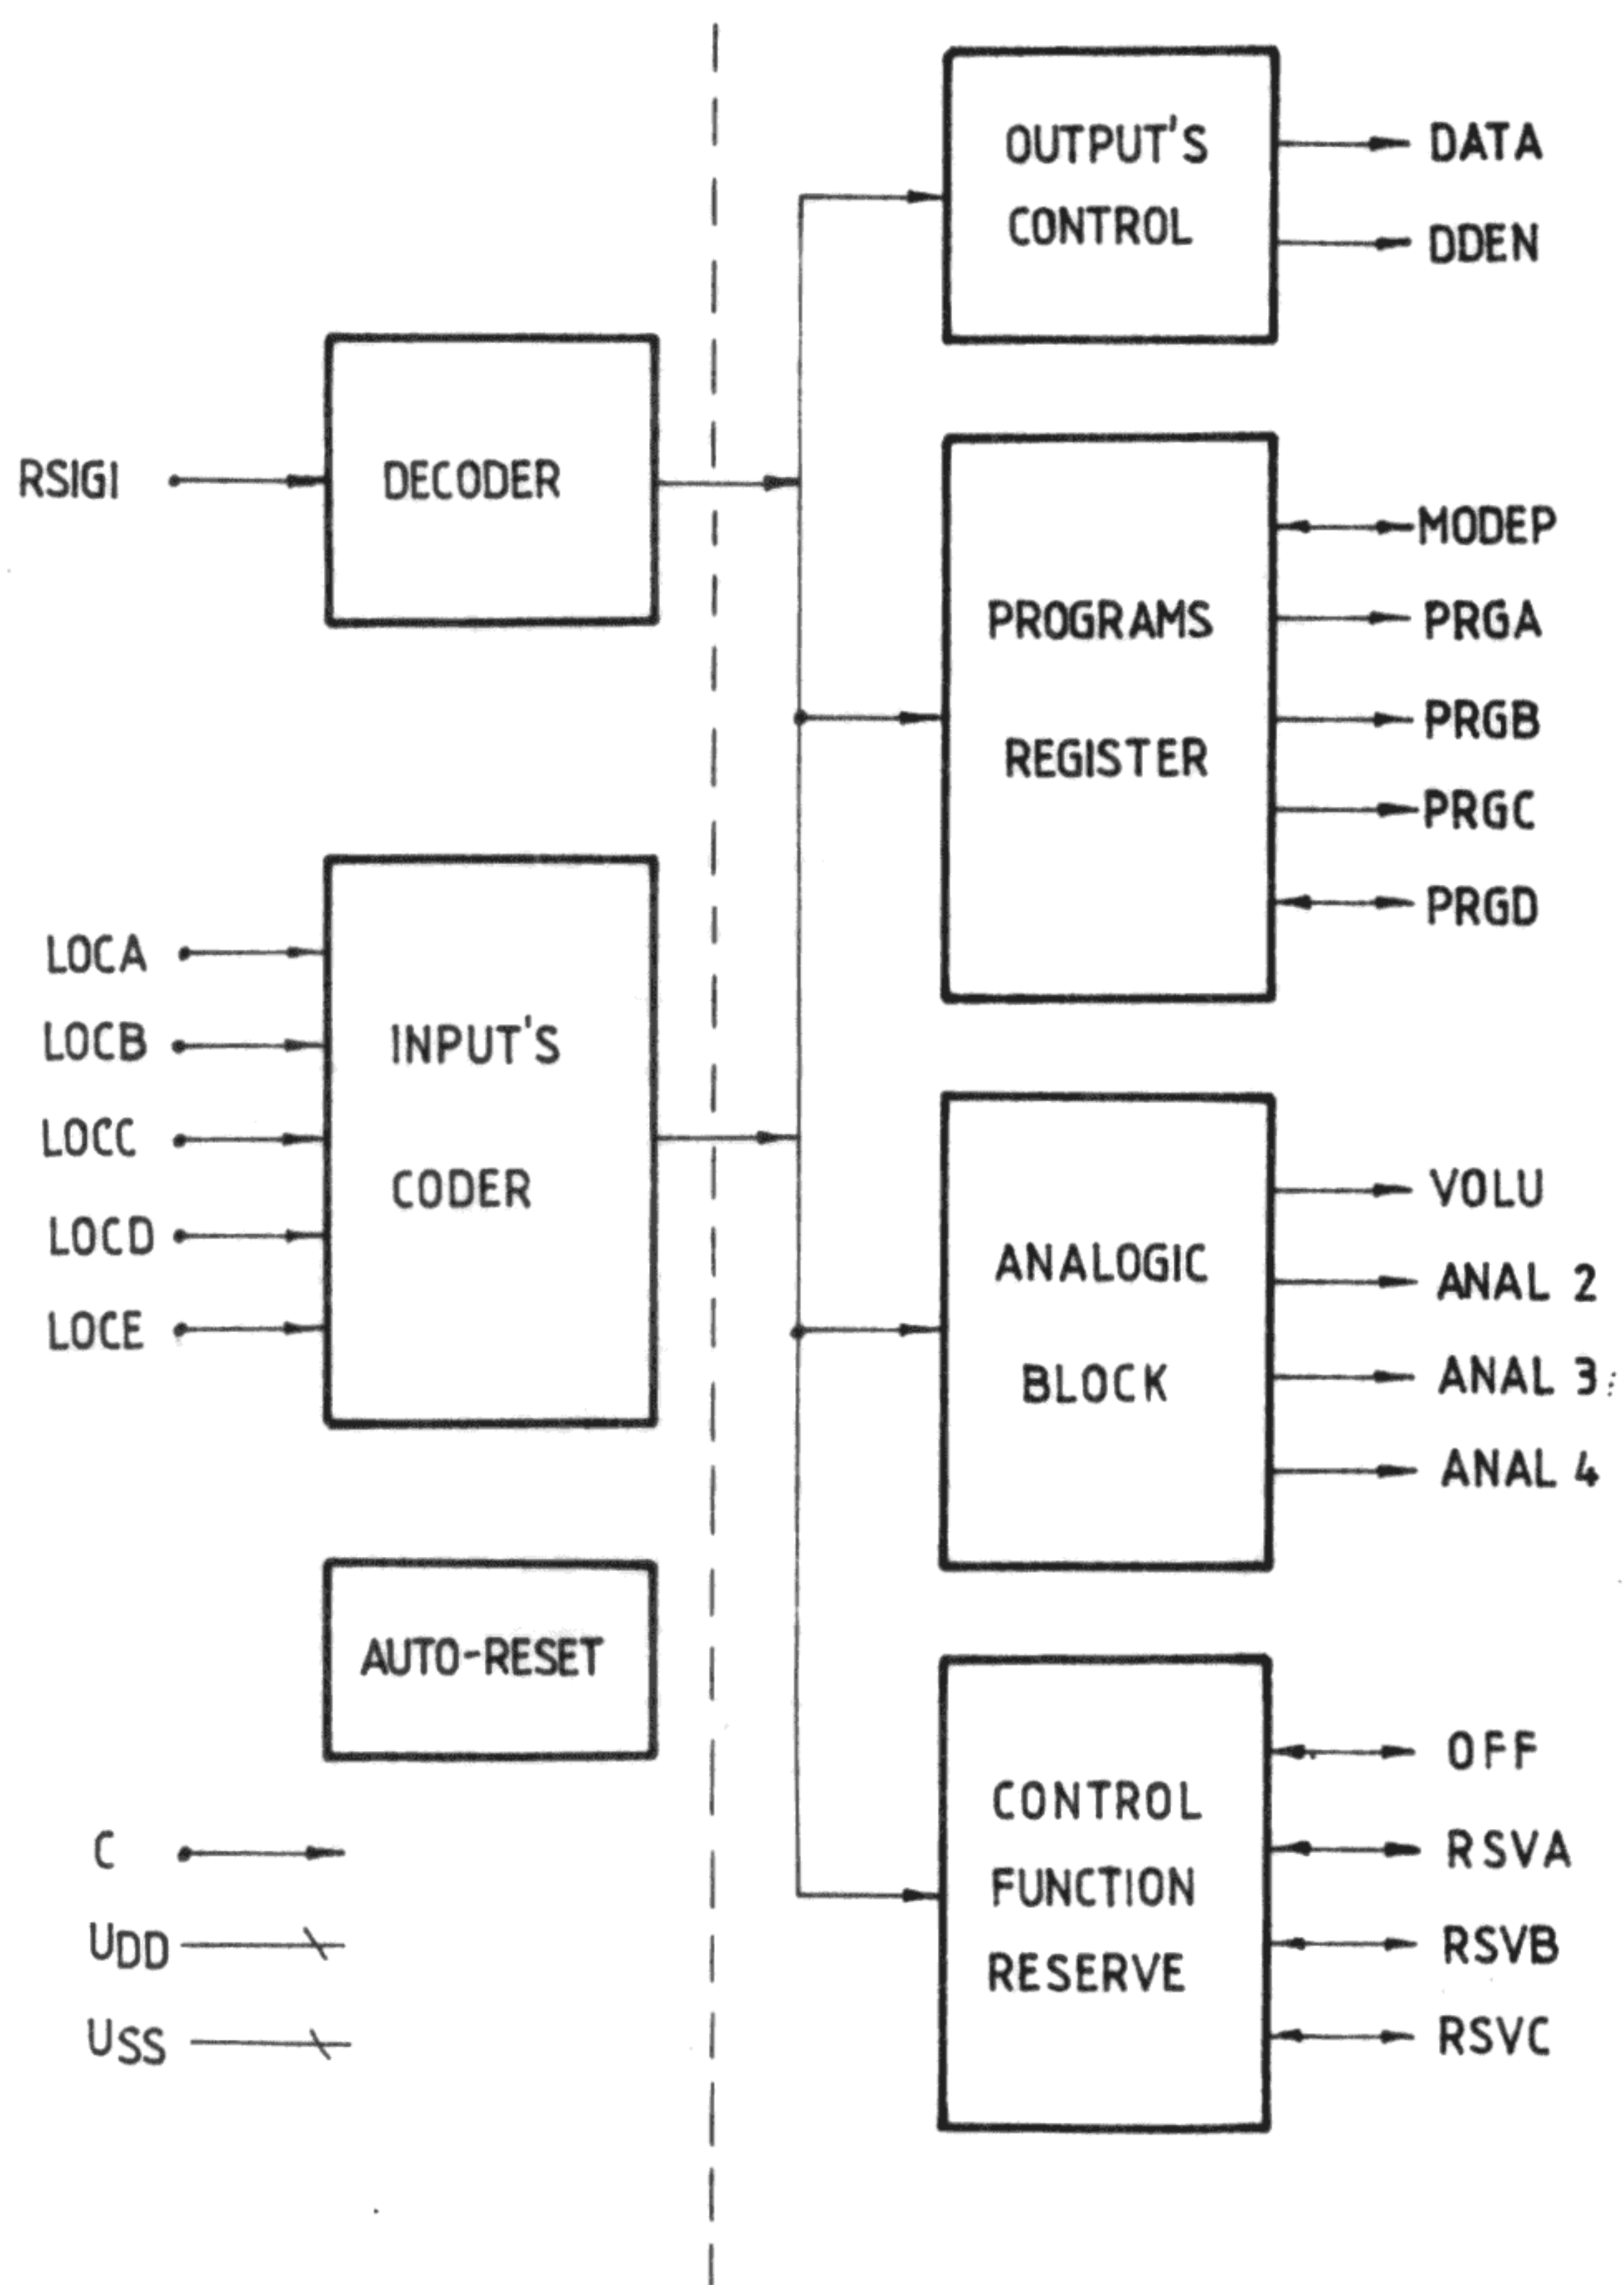 RSIGI
DECODER
LOCA
LOCB
LOCC
LOCD
LOCE
INPUT'S
CODER
AUTO-RESET
C
UDD
USS
OUTPUT'S
CONTROL
DATA
DDEN
PROGRAMS
REGISTER
MODEP
PRGA
PRGB
PRGC
PRGD
ANALOGIC
BLOCK
VOLU
ANAL 2
ANAL 3
ANAL 4
CONTROL
FUNCTION
RESERVE
OFF
RSVA
RSVB
RSVC